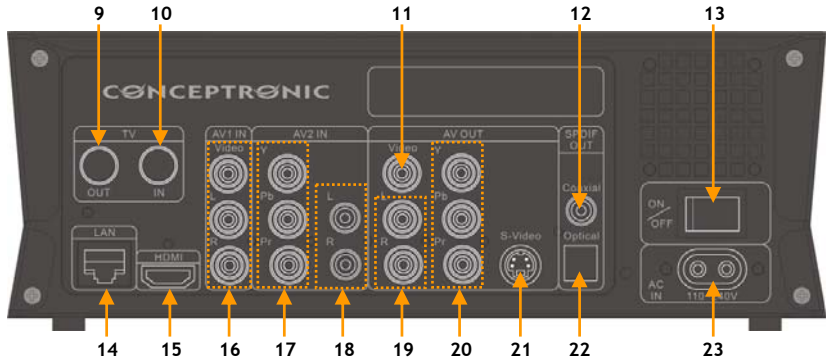 9 10 11 12 13
CONCEPTRONIC
TV AV1 IN AV2 IN AV OUT SPDIF
OUT
Video Y Video Y
OUT IN
L Pb L L Pb Coaxial
ON
OFF
LAN
R Pr R R Pr S-Video Optical
HDMI
AC
IN
14 15 16 17 18 19 20 21 22 23